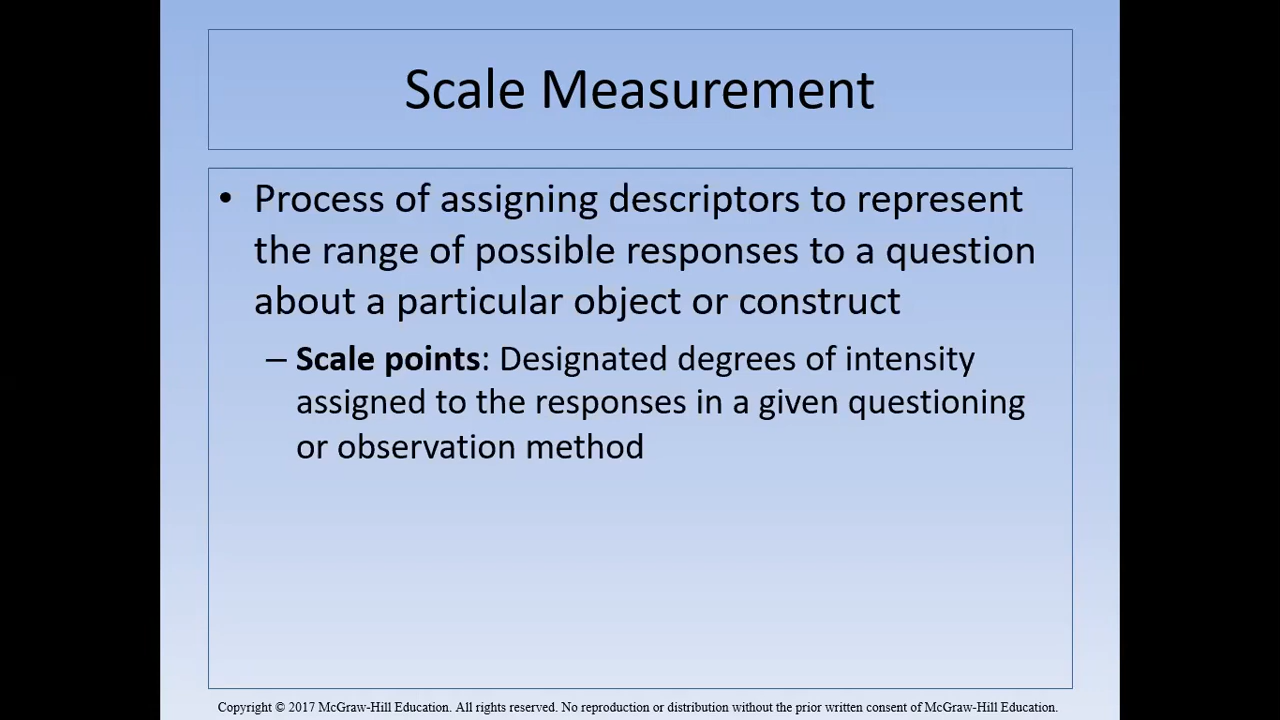 Scale Measurement
• Process of assigning descriptors to represent
the range of possible responses to a question
about a particular object or construct
– Scale points: Designated degrees of intensity
assigned to the responses in a given questioning
or observation method
Copyright © 2017 McGraw-Hill Education. All rights reserved. No reproduction or distribution without the prior written consent of McGraw-Hill Education.